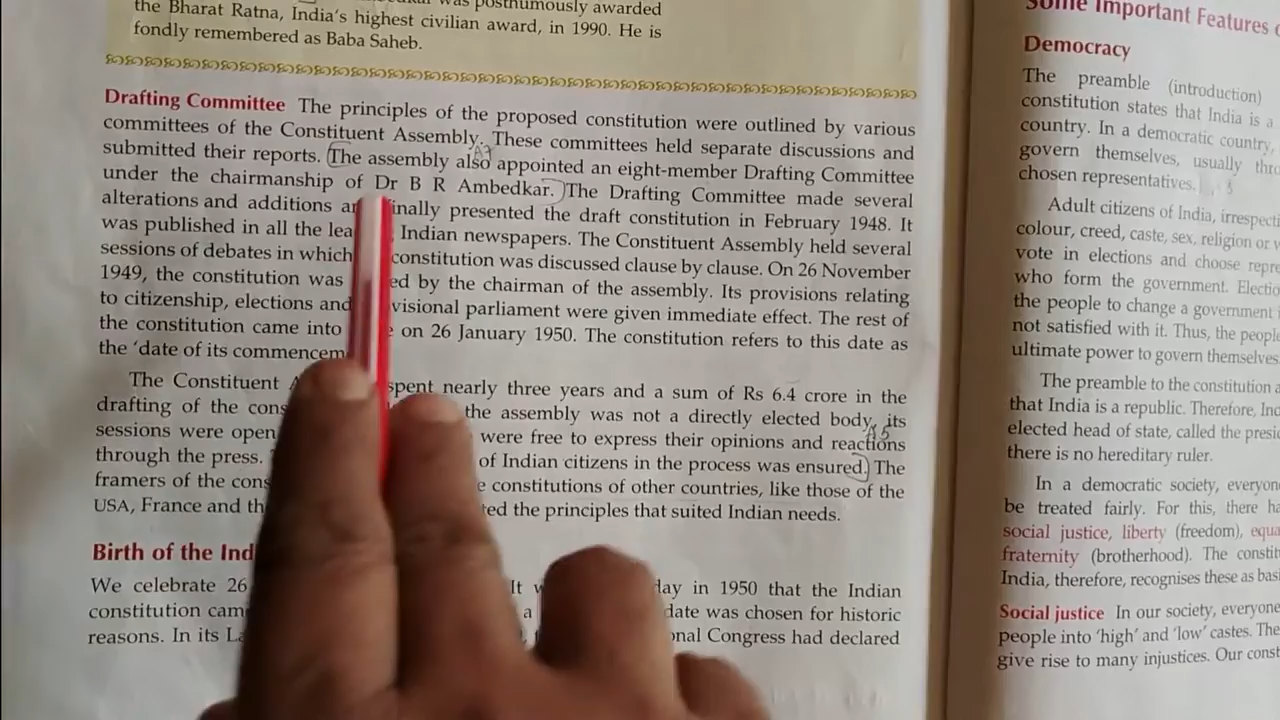 was posthumously awarded
the Bharat Ratna, India's highest civilian award, in 1990. He is
fondly remembered as Baba Saheb.
Drafting Committee The principles of the proposed constitution were outlined by various
committees of the Constituent Assembly. These committees held separate discussions and
submitted their reports. The assembly also appointed an eight-member Drafting Committee
under the chairmanship of Dr B R Ambedkar. The Drafting Committee made several
alterations and additions an finally presented the draft constitution in February 1948. It
was published in all the lea Indian newspapers. The Constituent Assembly held several
sessions of debates in which constitution was discussed clause by clause. On 26 November
1949, the constitution was ed by the chairman of the assembly. Its provisions relating
to citizenship, elections and visional parliament were given immediate effect. The rest of
the constitution came into on 26 January 1950. The constitution refers to this date as
the 'date of its commencem
The Constituent A spent nearly three years and a sum of Rs 6.4 crore in the
drafting of the cons the assembly was not a directly elected body, its
sessions were open were free to express their opinions and reactions
through the press. of Indian citizens in the process was ensured. The
framers of the cons constitutions of other countries, like those of the
USA, France and th ted the principles that suited Indian needs.
Birth of the Ind
We celebrate 26 It w day in 1950 that the Indian
constitution cam a date was chosen for historic
reasons. In its La onal Congress had declared
Some Important Features
Democracy
The preamble (introduction)
constitution states that India is a
country. In a democratic country,
govern themselves, usually thro
chosen representatives.
Adult citizens of India, irrespecti
colour, creed, caste, sex, religion or w
vote in elections and choose repre
who form the government. Electio
the people to change a government i
not satisfied with it. Thus, the people
ultimate power to govern themselves.
The preamble to the constitution a
that India is a republic. Therefore, Ind
elected head of state, called the presid
there is no hereditary ruler.
In a democratic society, everyon
be treated fairly. For this, there ha
social justice, liberty (freedom), equa
fraternity (brotherhood). The constit
India, therefore, recognises these as basi
Social justice In our society, everyone
people into 'high' and 'low' castes. The
give rise to many injustices. Our const